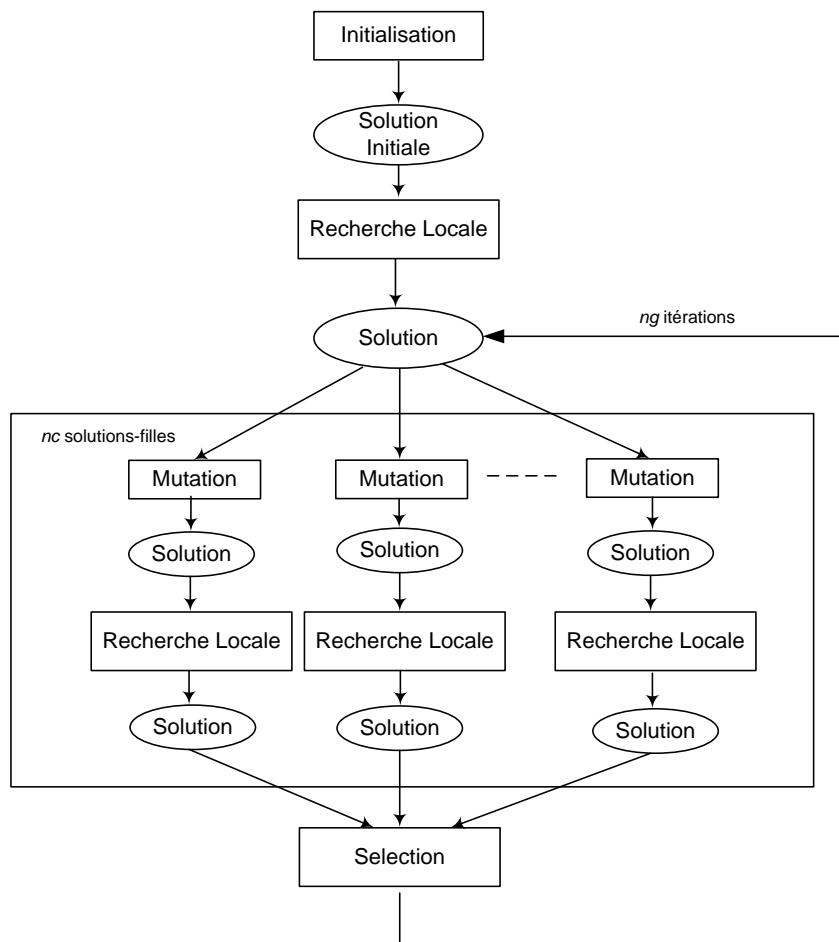 Initialisation
Solution
Initiale
Recherche Locale
Solution
ng itérations
nc solutions-filles
Mutation
Mutation
Mutation
Solution
Solution
Solution
Recherche Locale
Recherche Locale
Recherche Locale
Solution
Solution
Solution
Selection